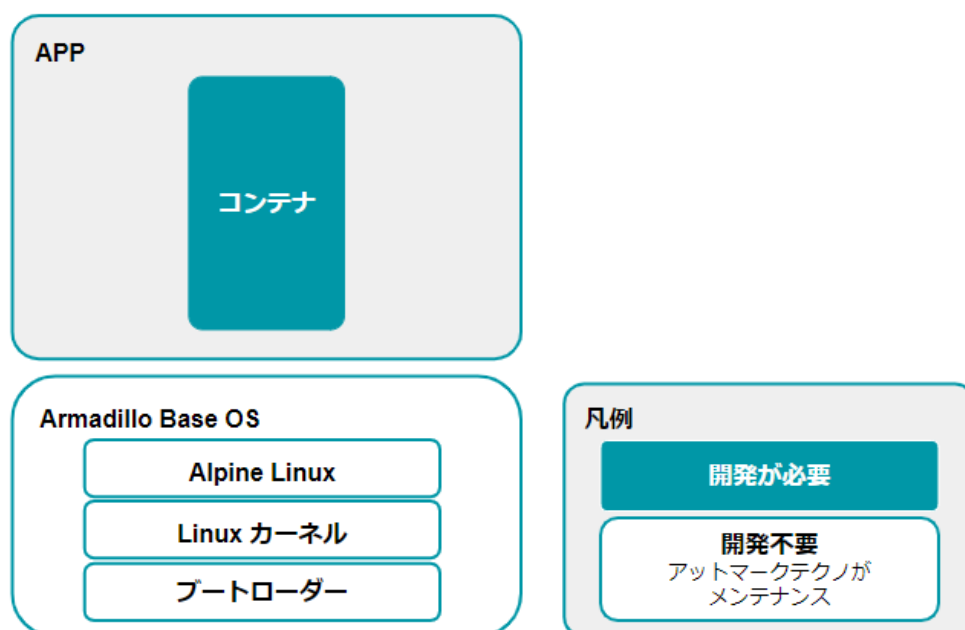 APP
コンテナ
Armadillo Base OS
Alpine Linux
Linux カーネル
ブートローダー
凡例
開発が必要
開発不要
アットマークテクノが
メンテナンス